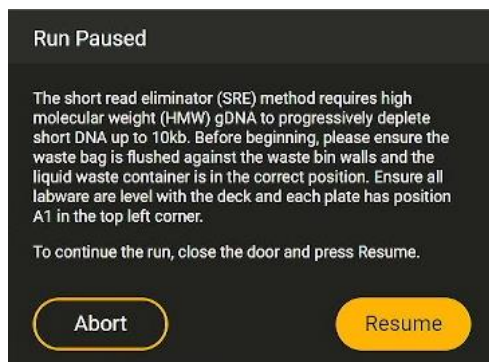 Run Paused
The short read eliminator (SRE) method requires high
molecular weight (HMW) gDNA to progressively deplete
short DNA up to 10kb. Before beginning, please ensure the
waste bag is flushed against the waste bin walls and the
liquid waste container is in the correct position. Ensure all
labware are level with the deck and each plate has position
A1 in the top left corner.
To continue the run, close the door and press Resume.
Abort
Resume